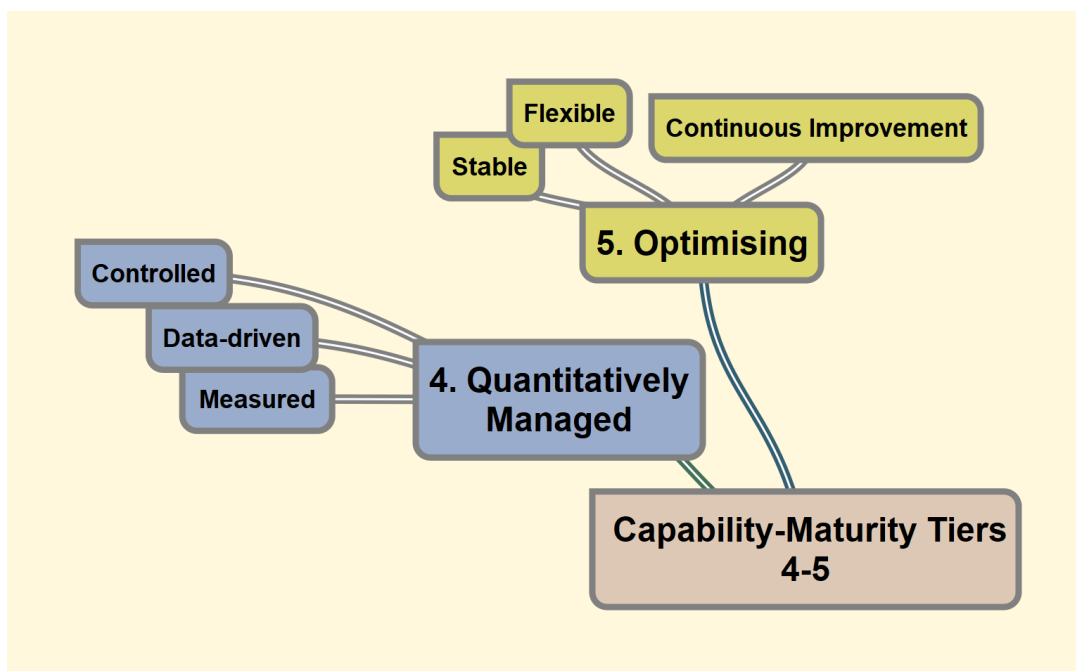 Flexible
Continuous Improvement
Stable
5. Optimising
Controlled
Data-driven
Measured
4. Quantitatively
Managed
Capability-Maturity Tiers
4-5